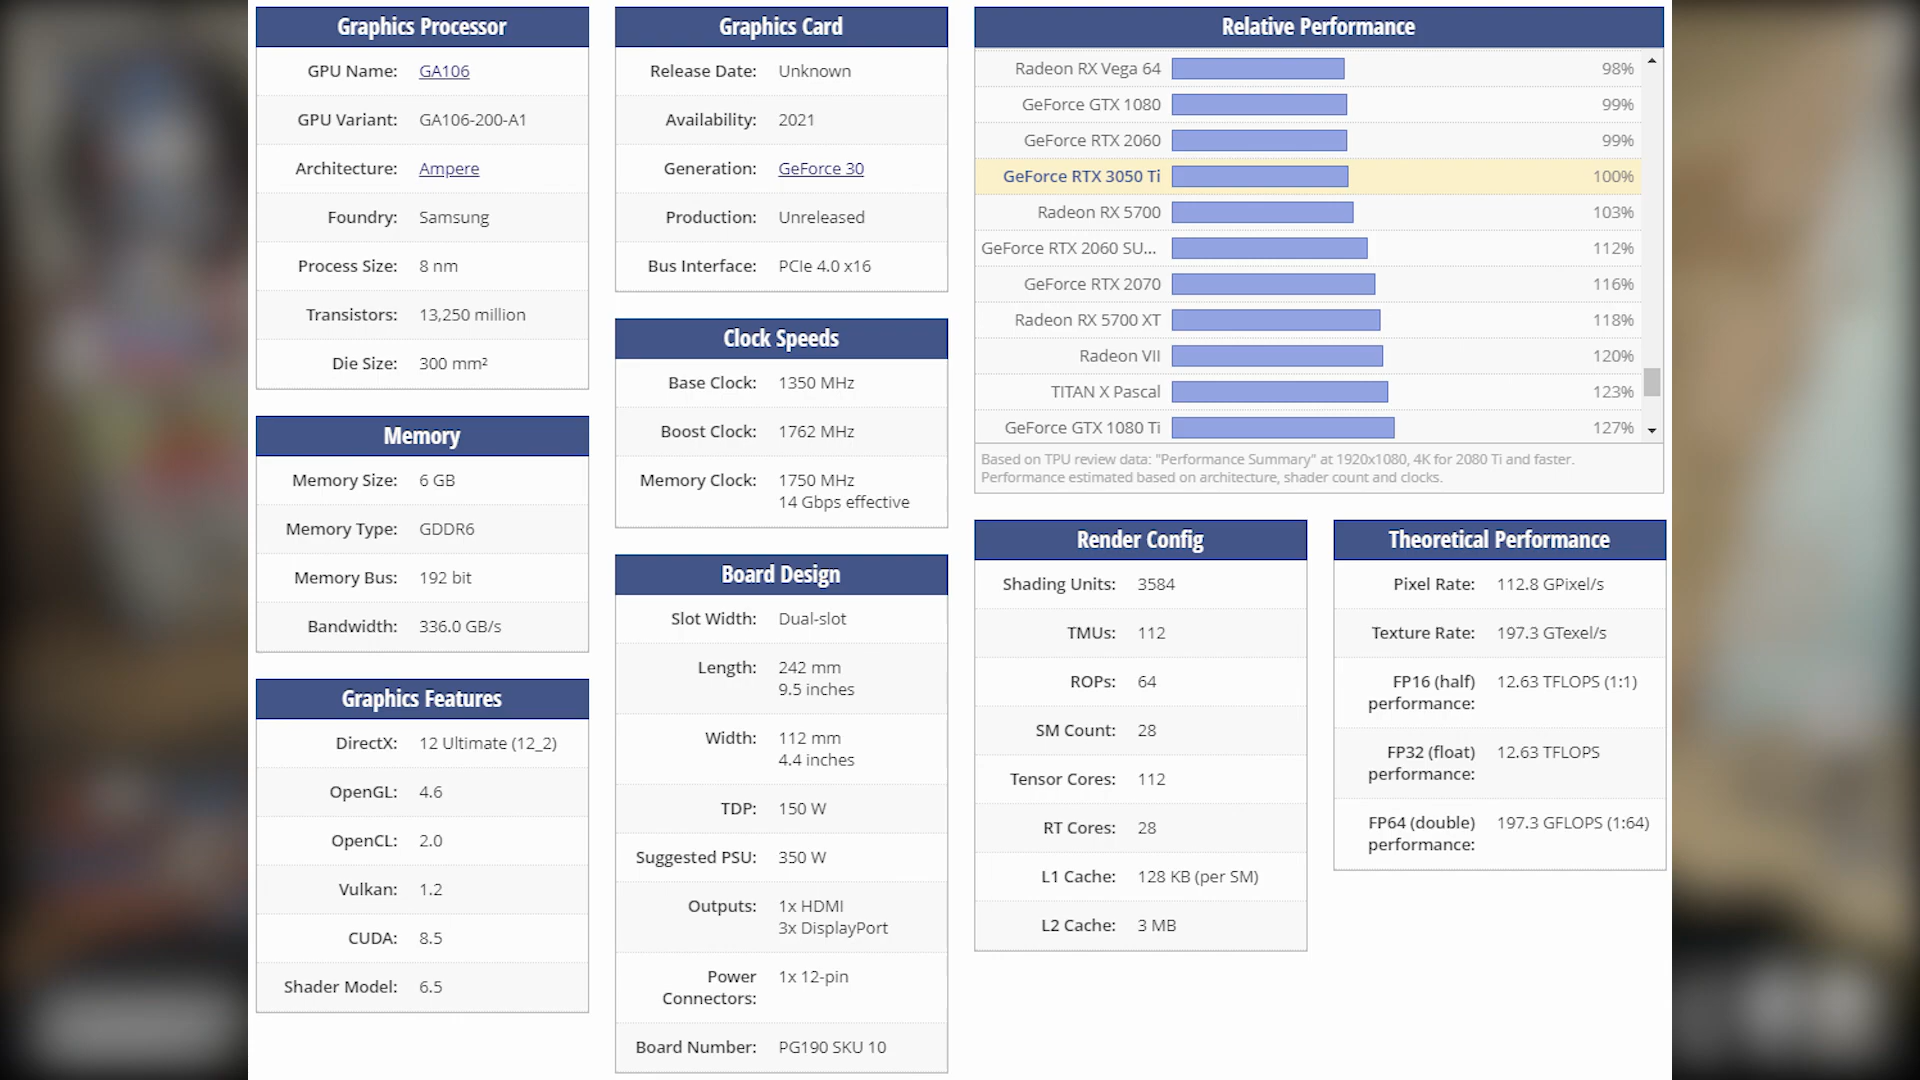 Graphics Processor
GPU Name: GA106
GPU Variant: GA106-200-A1
Architecture: Ampere
Foundry: Samsung
Process Size: 8 nm
Transistors: 13,250 million
Die Size: 300 mm²
Memory
Memory Size: 6 GB
Memory Type: GDDR6
Memory Bus: 192 bit
Bandwidth: 336.0 GB/s
Graphics Features
DirectX: 12 Ultimate (12_2)
OpenGL: 4.6
OpenCL: 2.0
Vulkan: 1.2
CUDA: 8.5
Shader Model: 6.5
Graphics Card
Release Date: Unknown
Availability: 2021
Generation: GeForce 30
Production: Unreleased
Bus Interface: PCIe 4.0 x16
Clock Speeds
Base Clock: 1350 MHz
Boost Clock: 1762 MHz
Memory Clock: 1750 MHz
14 Gbps effective
Board Design
Slot Width: Dual-slot
Length: 242 mm
9.5 inches
Width: 112 mm
4.4 inches
TDP: 150 W
Suggested PSU: 350 W
Outputs: 1x HDMI
3x DisplayPort
Power 1x 12-pin
Connectors:
Board Number: PG190 SKU 10
Relative Performance
Radeon RX Vega 64 98%
GeForce GTX 1080 99%
GeForce RTX 2060 99%
GeForce RTX 3050 Ti 100%
Radeon RX 5700 103%
GeForce RTX 2060 SU... 112%
GeForce RTX 2070 116%
Radeon RX 5700 XT 118%
Radeon VII 120%
TITAN X Pascal 123%
GeForce GTX 1080 Ti 127%
Based on TPU review data: "Performance Summary" at 1920x1080, 4K for 2080 Ti and faster.
Performance estimated based on architecture, shader count and clocks.
Render Config
Shading Units: 3584
TMUs: 112
ROPs: 64
SM Count: 28
Tensor Cores: 112
RT Cores: 28
L1 Cache: 128 KB (per SM)
L2 Cache: 3 MB
Theoretical Performance
Pixel Rate: 112.8 GPixel/s
Texture Rate: 197.3 GTexel/s
FP16 (half) 12.63 TFLOPS (1:1)
performance:
FP32 (float) 12.63 TFLOPS
performance:
FP64 (double) 197.3 GFLOPS (1:64)
performance: